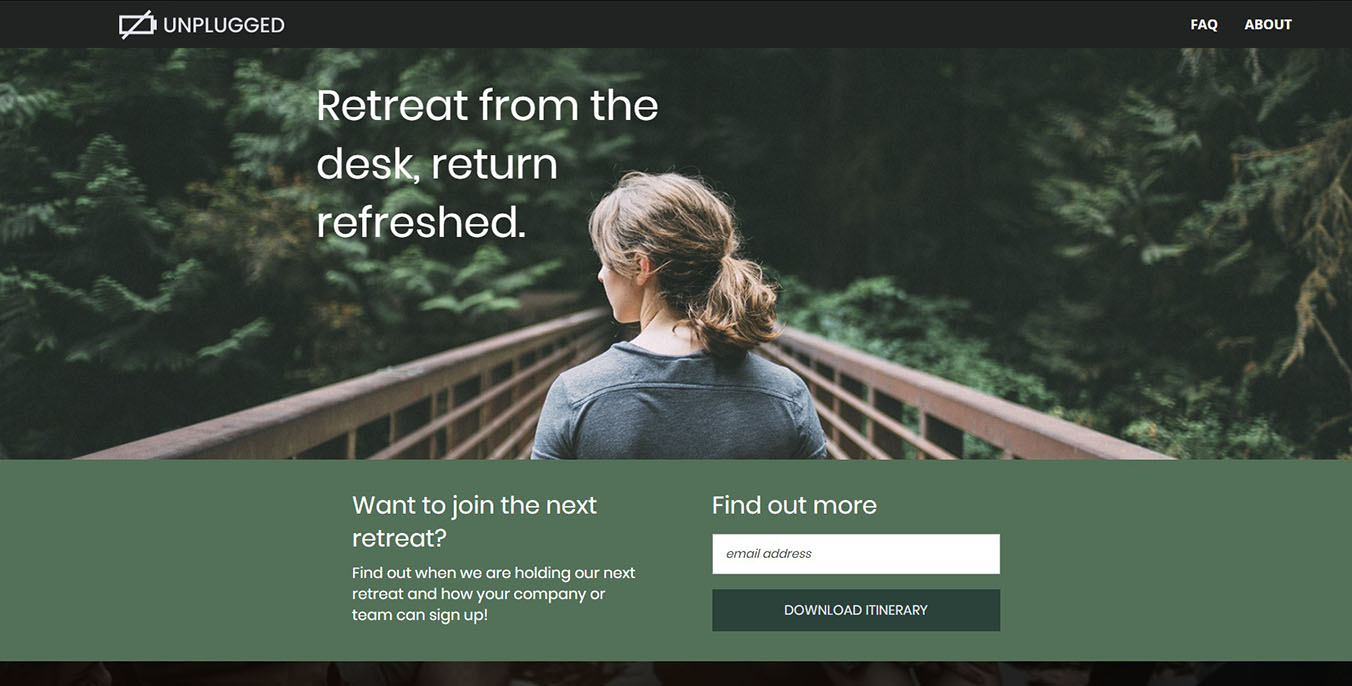 UNPLUGGED
FAQ
ABOUT
Retreat from the
desk, return
refreshed.
Want to join the next
retreat?
Find out when we are holding our next
retreat and how your company or
team can sign up!
Find out more
email address
DOWNLOAD ITINERARY